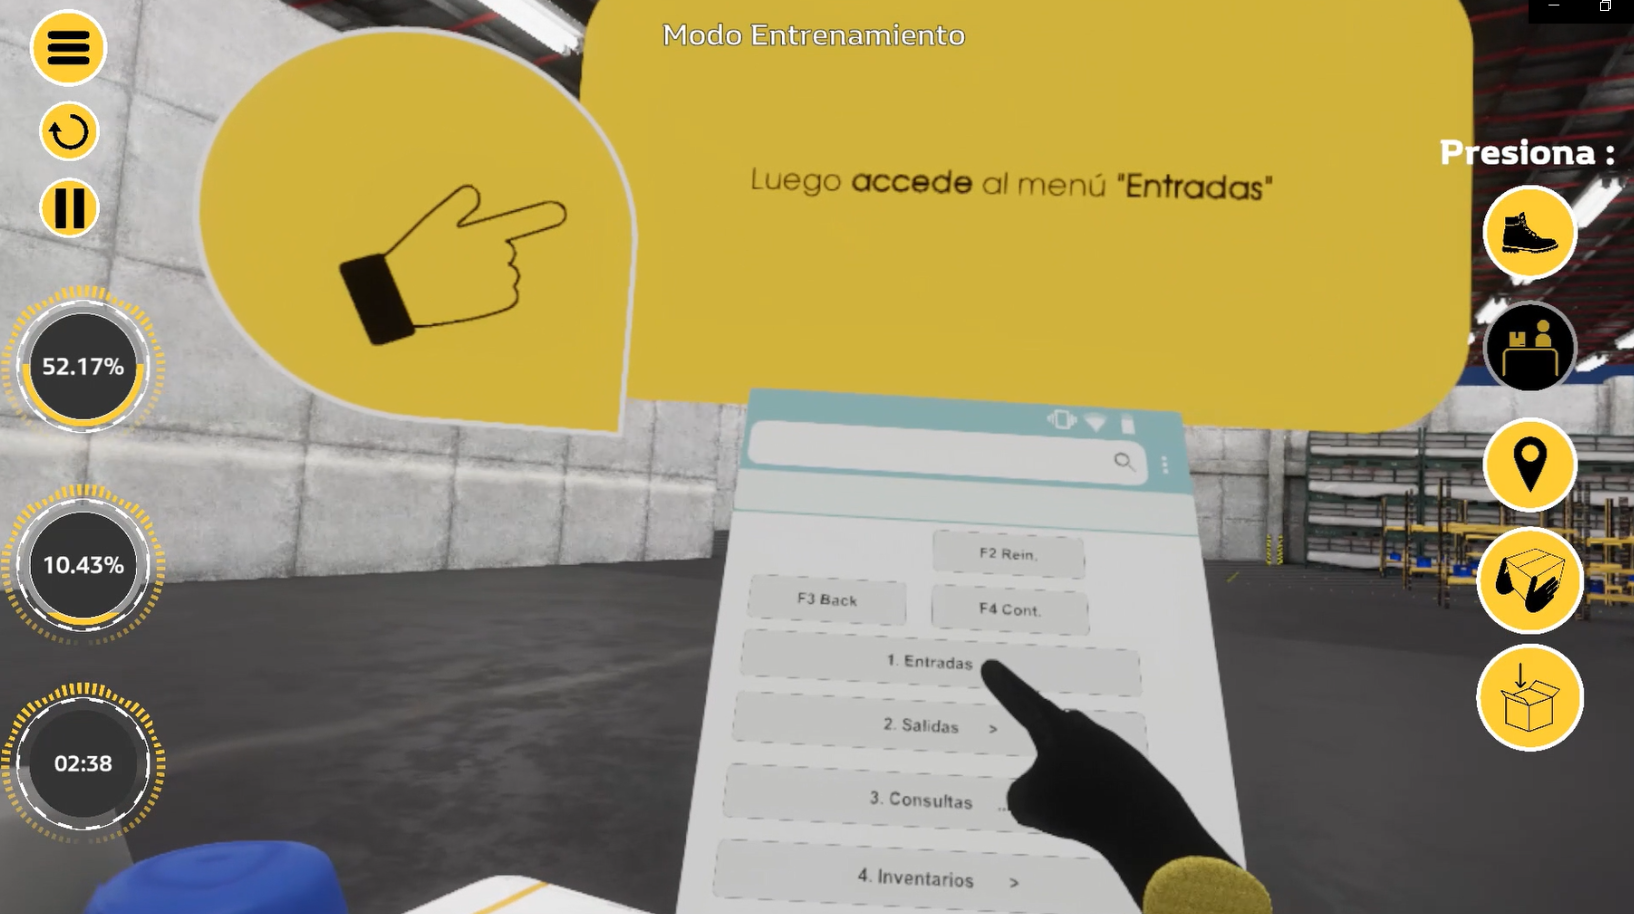 Modo Entrenamiento
Luego accede al menú "Entradas"
Presiona :
52.17%
10.43%
02:38
F2 Rein.
F3 Back
F4 Cont.
1. Entradas
2. Salidas >
3. Consultas ...
4. Inventarios >